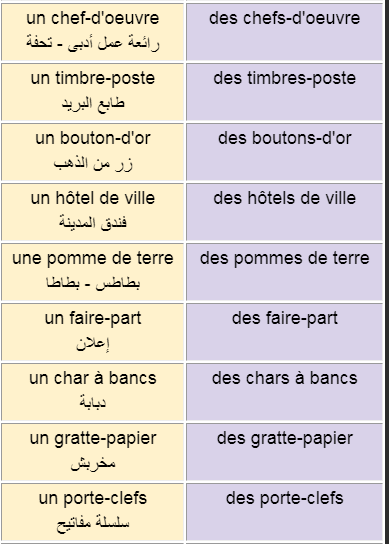 un chef-d'oeuvre
رائعة عمل أدبى - تحفة
des chefs-d'oeuvre
un timbre-poste
طابع البريد
des timbres-poste
un bouton-d'or
زر من الذهب
des boutons-d'or
un hôtel de ville
فندق المدينة
des hôtels de ville
une pomme de terre
بطاطس - بطاطا
des pommes de terre
un faire-part
إعلان
des faire-part
un char à bancs
دبابة
des chars à bancs
un gratte-papier
مخربش
des gratte-papier
un porte-clefs
سلسلة مفاتيح
des porte-clefs